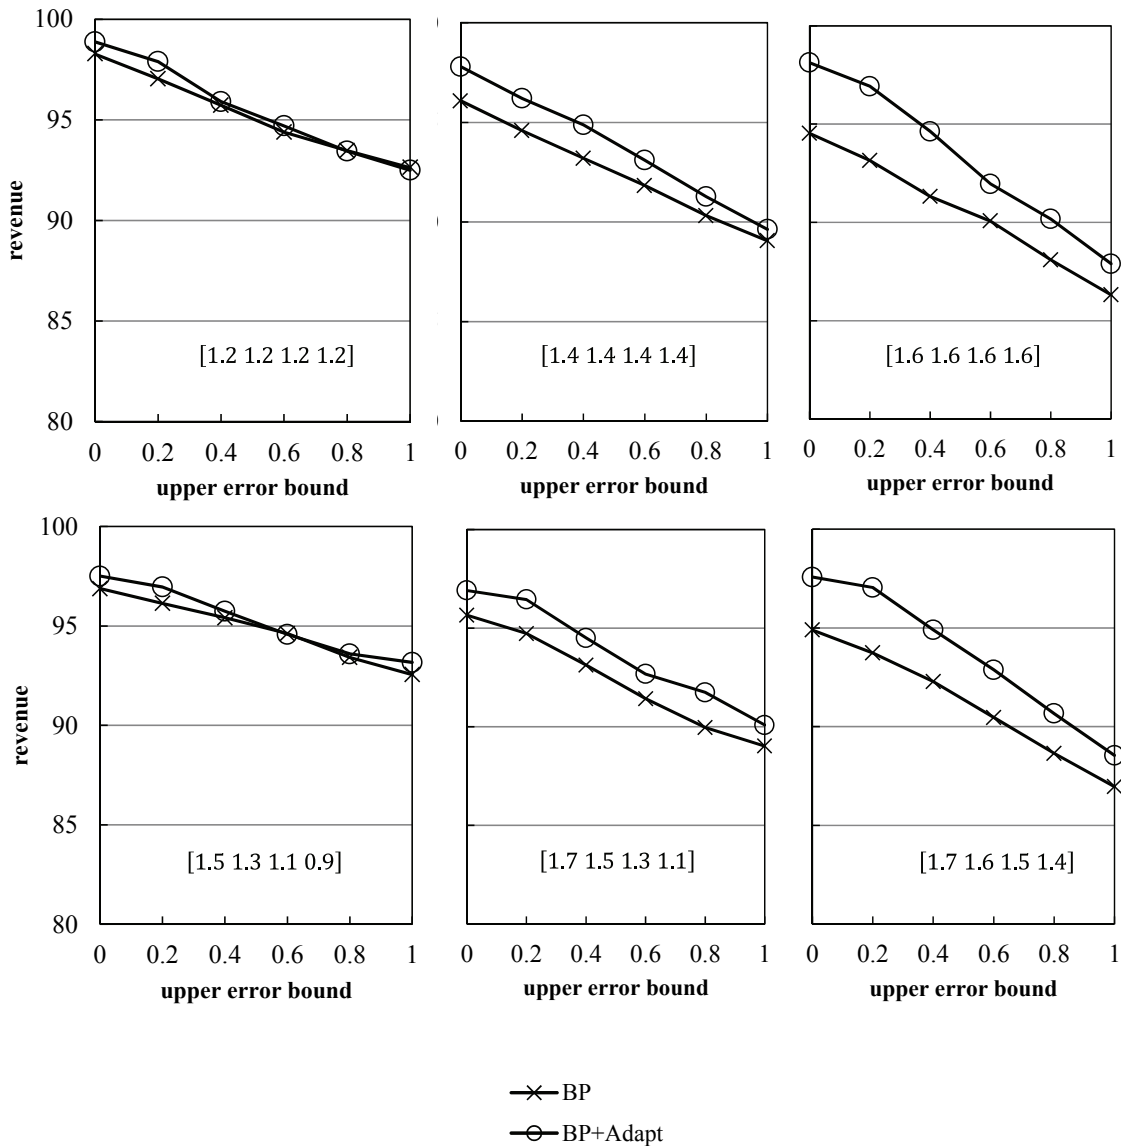 100
95
90
85
80
revenue
[1.2 1.2 1.2 1.2]
0 0.2 0.4 0.6 0.8 1
upper error bound
[1.4 1.4 1.4 1.4]
0 0.2 0.4 0.6 0.8 1
upper error bound
[1.6 1.6 1.6 1.6]
0 0.2 0.4 0.6 0.8 1
upper error bound
100
95
90
85
80
revenue
[1.5 1.3 1.1 0.9]
0 0.2 0.4 0.6 0.8 1
upper error bound
[1.7 1.5 1.3 1.1]
0 0.2 0.4 0.6 0.8 1
upper error bound
[1.7 1.6 1.5 1.4]
0 0.2 0.4 0.6 0.8 1
upper error bound
BP
BP+Adapt